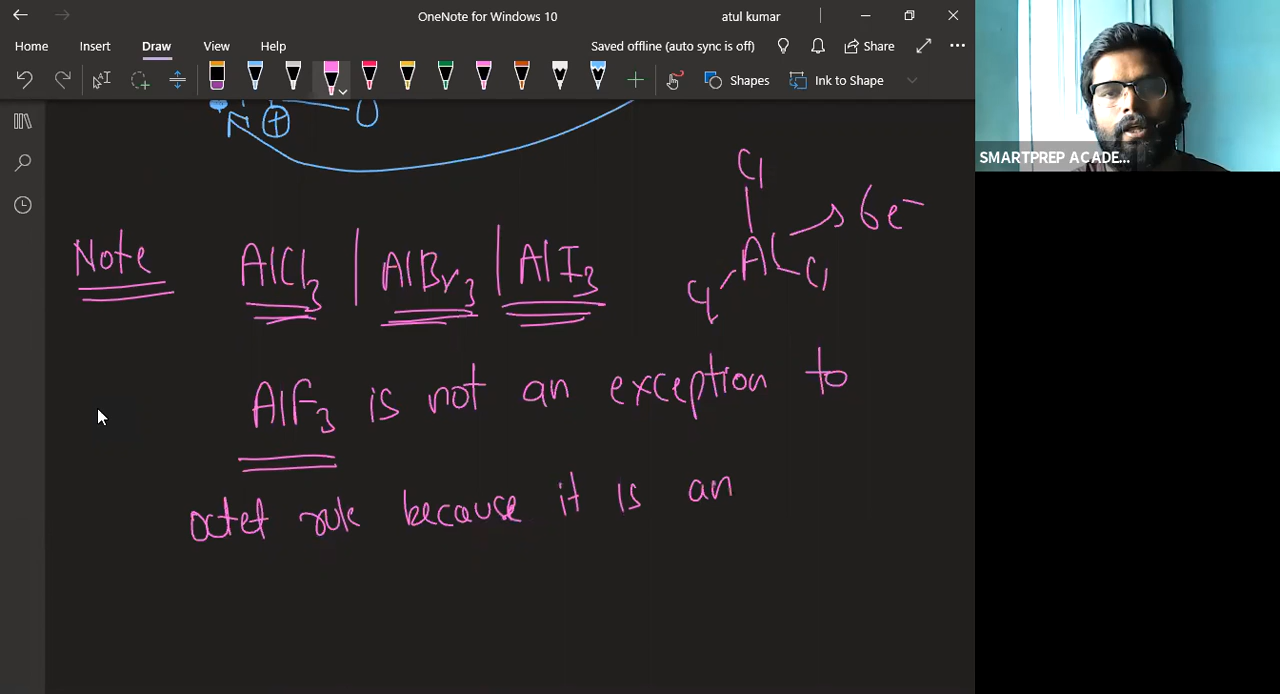 OneNote for Windows 10
atul kumar
Home Insert Draw View Help
Saved offline (auto sync is off)
Share
Shapes
Ink to Shape
SMARTPREP ACADE...
N ⊕ O
Cl
Note AlCl3 | AlBr3 | AlI3
Al → 6e-
Cl Cl
AlF3 is not an exception to
octet rule because it is an